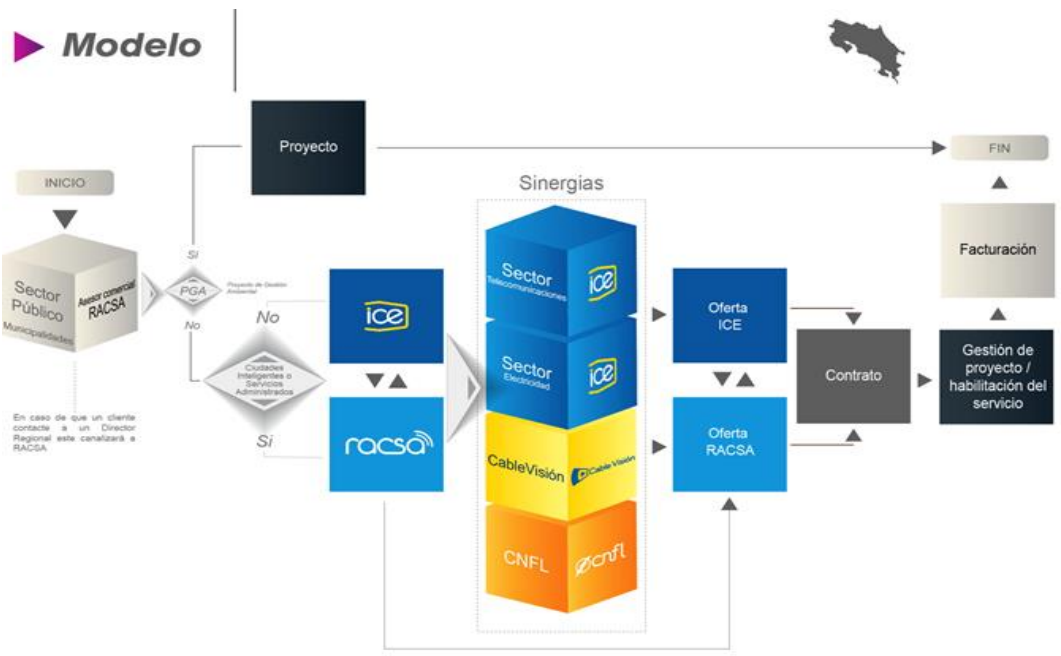 Modelo
Proyecto
FIN
INICIO
Sinergias
Si
PGA
Proyecto de Gestión
Ambiental
No
Sector
Público
Municipalidades
Asesor comercial
RACSA
No
Ciudades
Inteligentes o
Servicios
Administrados
Si
En caso de que un cliente
contacte a un Director
Regional este canalizará a
RACSA
ice
racsa
Sector
Telecomunicaciones
ice
Sector
Electricidad
ice
CableVisión
Cable Visión
CNFL
cnfl
Oferta
ICE
Oferta
RACSA
Contrato
Facturación
Gestión de
proyecto /
habilitación del
servicio